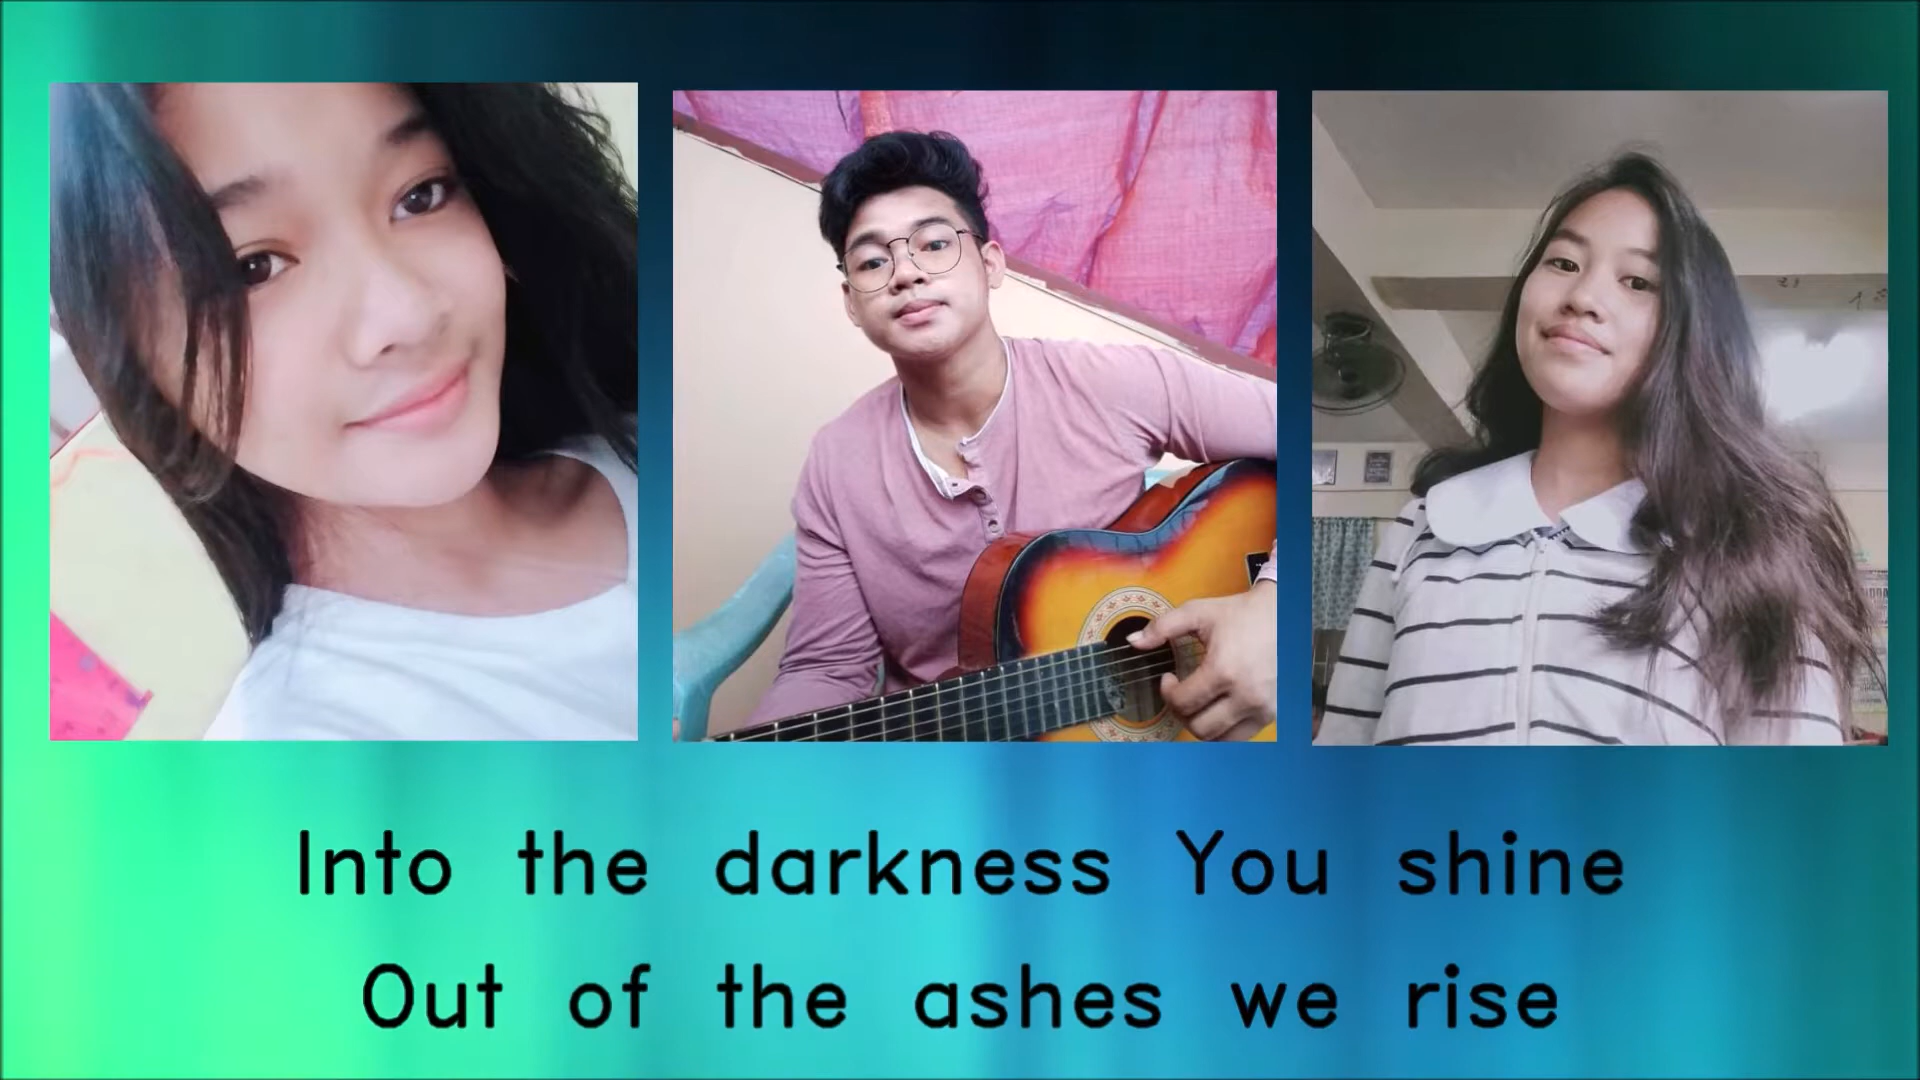 Into the darkness You shine
Out of the ashes we rise